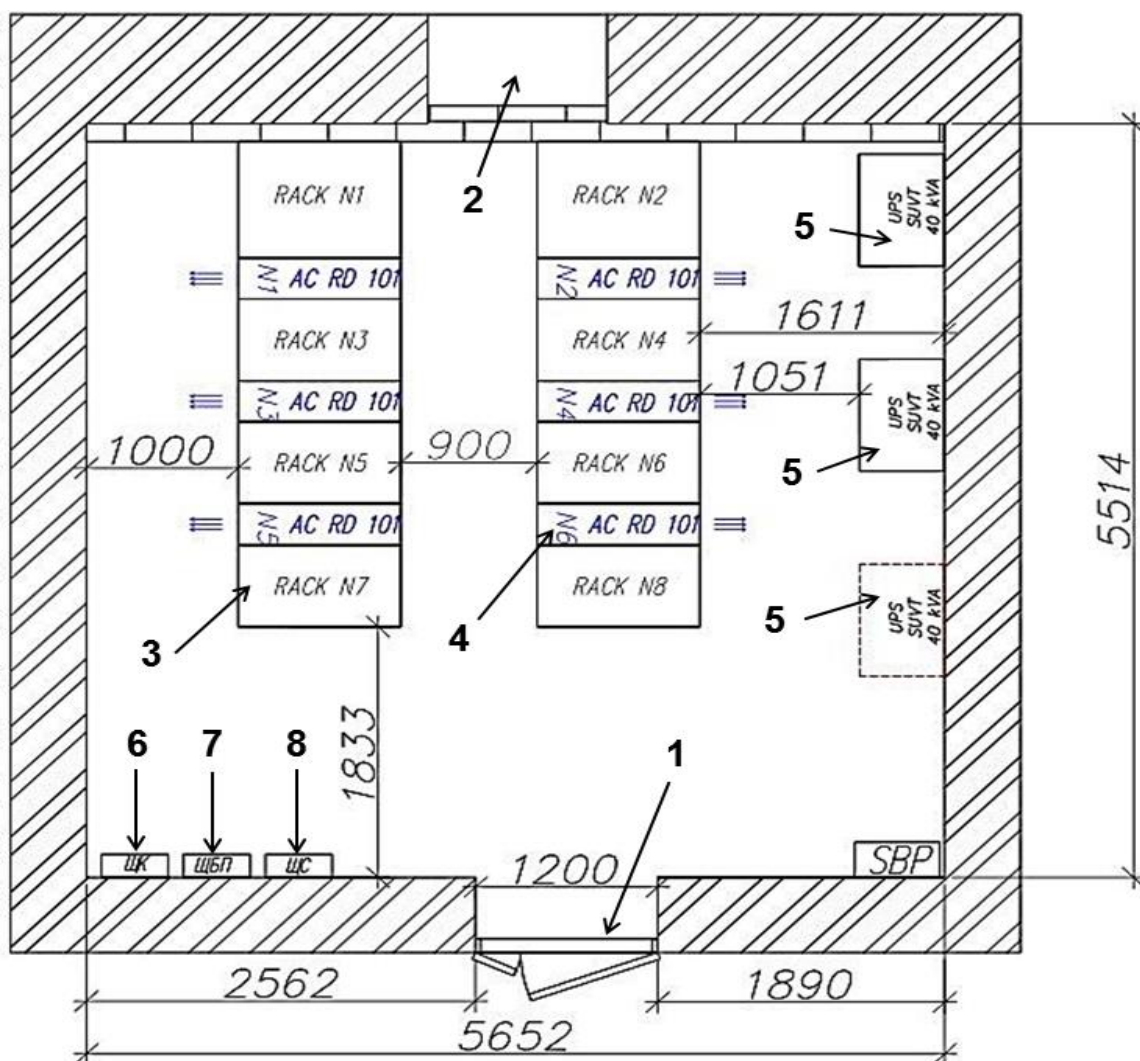 2
RACK N1
RACK N2
UPS
SUVT
40 kVA
5
N1 AC RD 101
N2 AC RD 101
1611
RACK N3
RACK N4
1051
N3 AC RD 101
N4 AC RD 101
UPS
SUVT
40 kVA
5
1000
RACK N5
900
RACK N6
5514
N5 AC RD 101
N6 AC RD 101
RACK N7
RACK N8
3
4
5
UPS
SUVT
40 kVA
1833
6
7
8
1
ЩК
ЩБП
ЩС
1200
SBP
2562
1890
5652